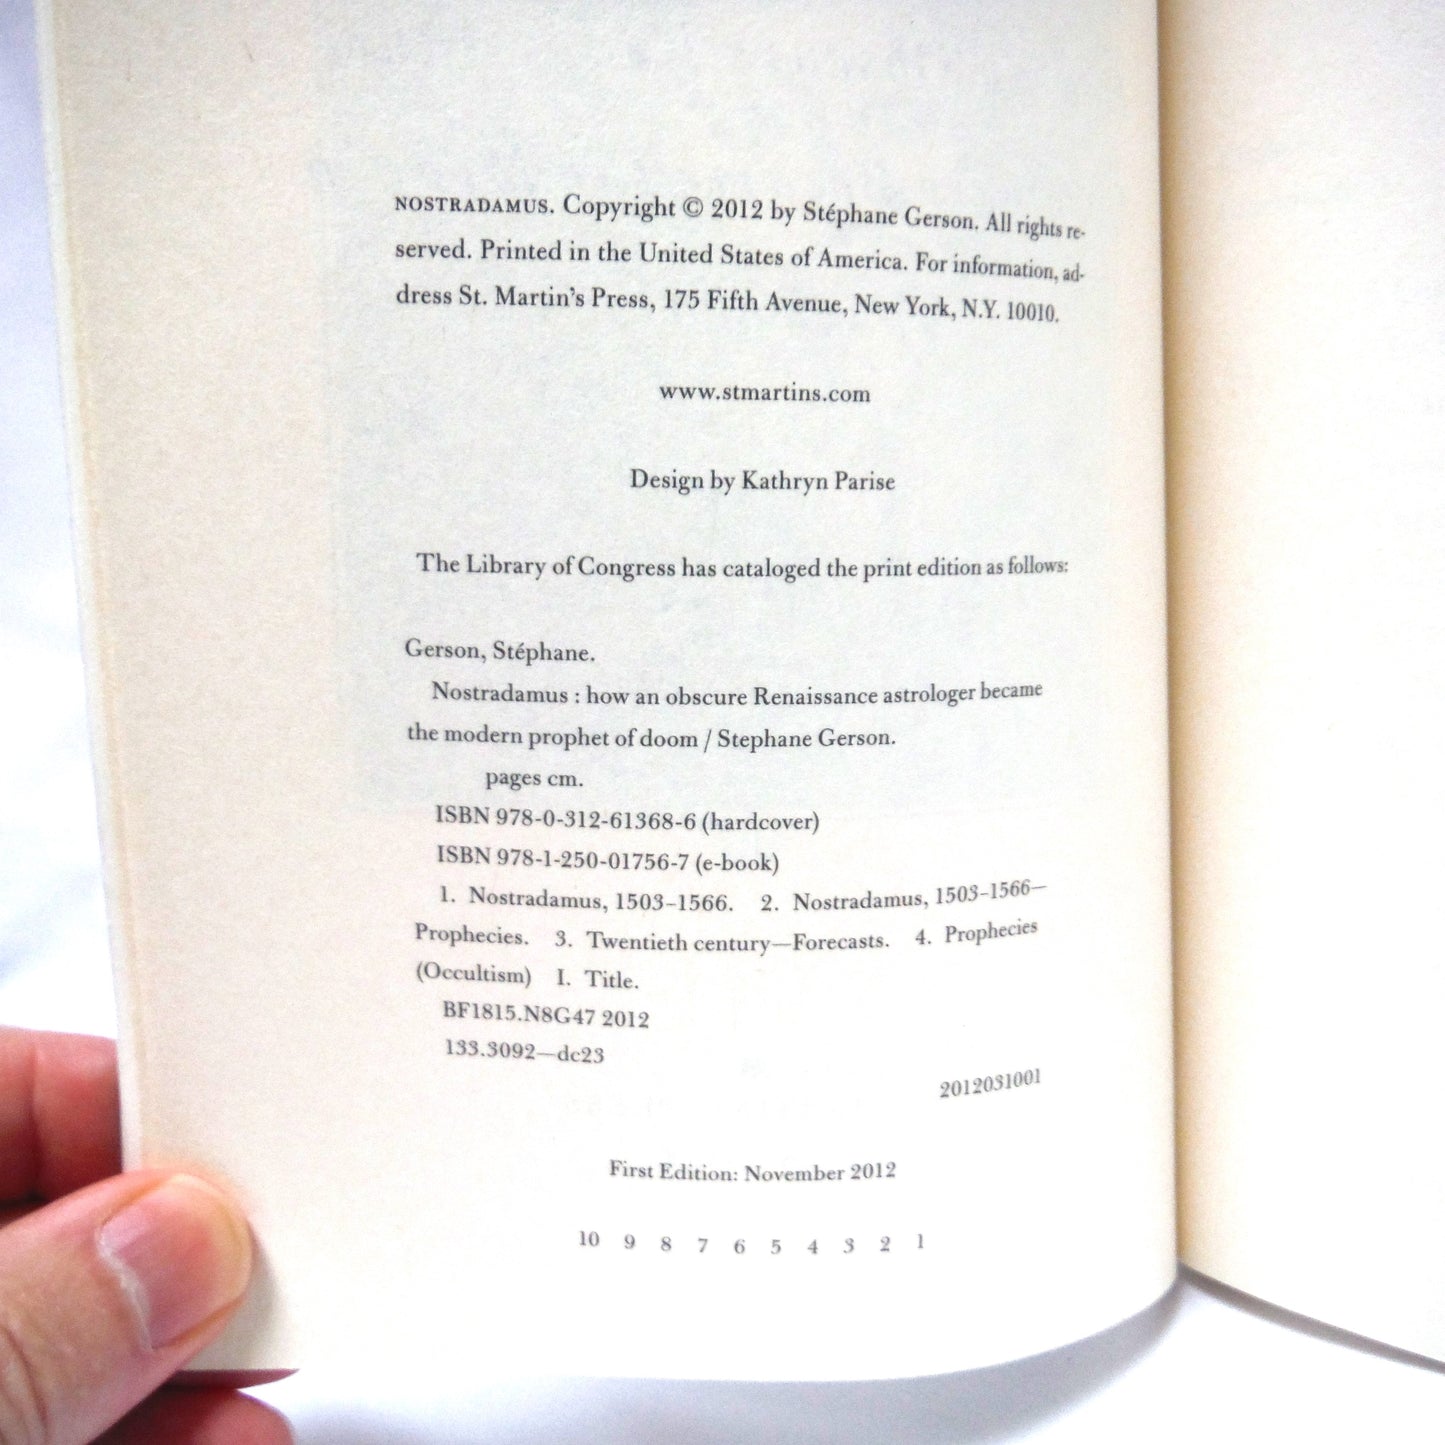 NOSTRADAMUS. Copyright © 2012 by Stéphane Gerson. All rights re-
served. Printed in the United States of America. For information, ad-
dress St. Martin's Press, 175 Fifth Avenue, New York, N.Y. 10010.
www.stmartins.com
Design by Kathryn Parise
The Library of Congress has cataloged the print edition as follows:
Gerson, Stéphane.
Nostradamus : how an obscure Renaissance astrologer became
the modern prophet of doom / Stephane Gerson.
pages cm.
ISBN 978-0-312-61368-6 (hardcover)
ISBN 978-1-250-01756-7 (e-book)
1. Nostradamus, 1503–1566. 2. Nostradamus, 1503–1566—
Prophecies. 3. Twentieth century—Forecasts. 4. Prophecies
(Occultism) I. Title.
BF1815.N8G47 2012
133.3092—dc23
2012031001
First Edition: November 2012
10 9 8 7 6 5 4 3 2 1